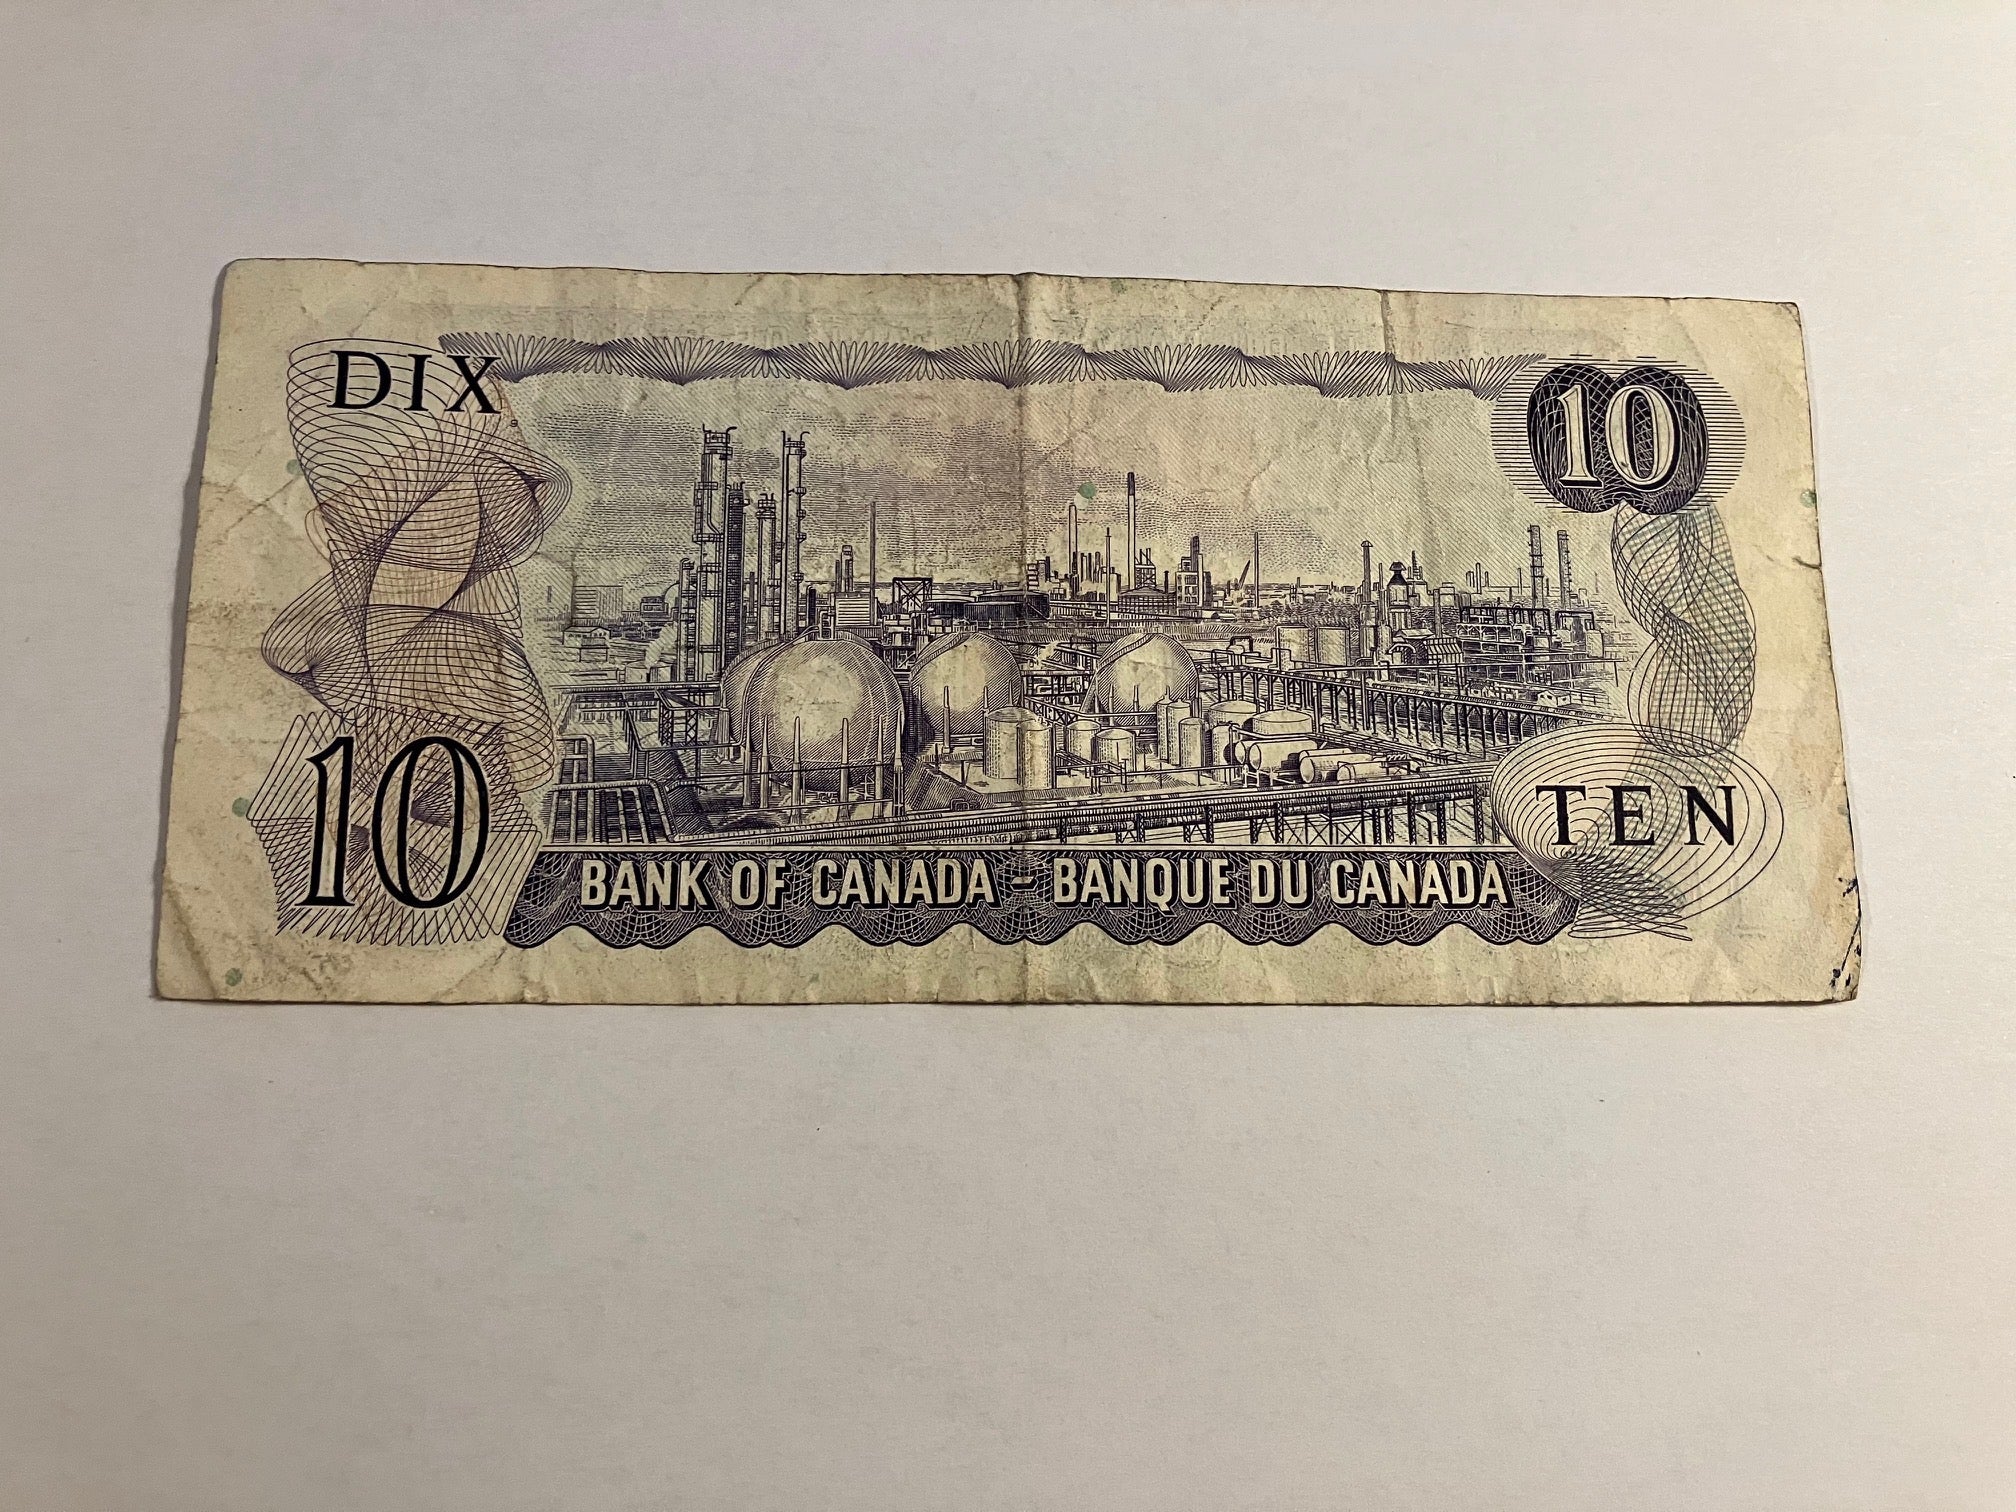 DIX
10
10
TEN
BANK OF CANADA - BANQUE DU CANADA